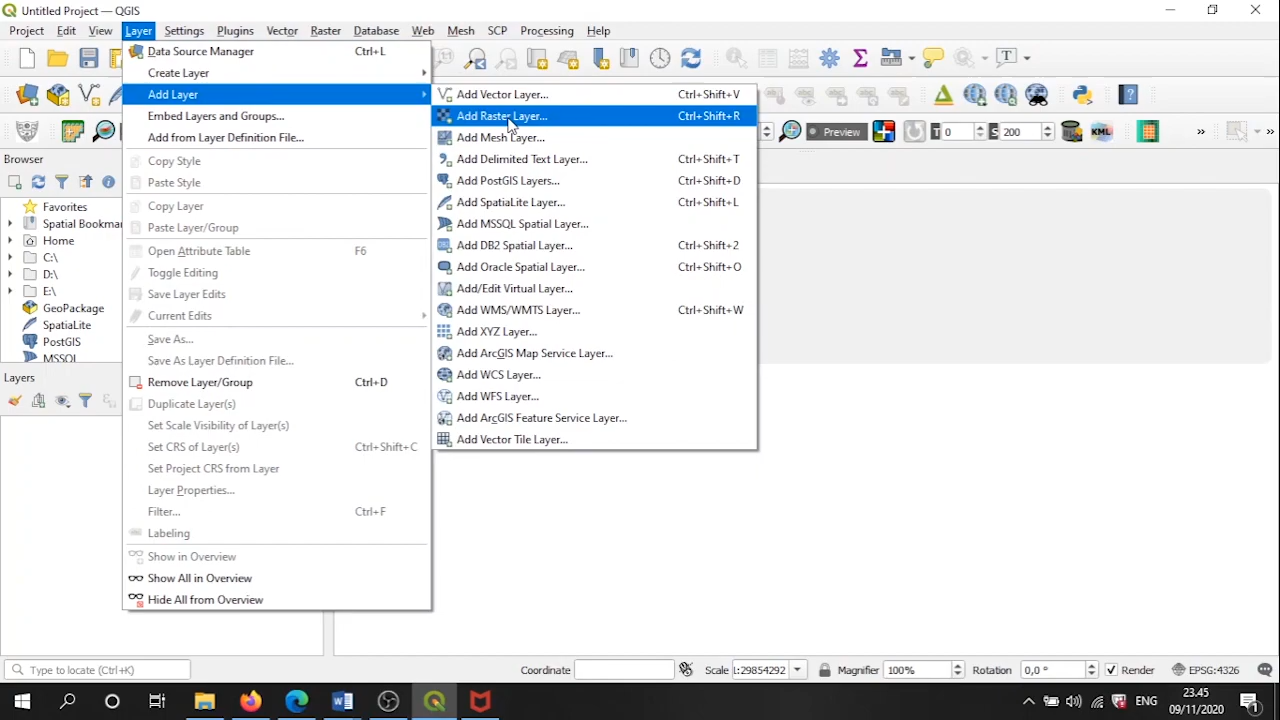 Untitled Project — QGIS
Project Edit View Layer Settings Plugins Vector Raster Database Web Mesh SCP Processing Help
Data Source Manager Ctrl+L
Create Layer
Add Layer
Embed Layers and Groups...
Add from Layer Definition File...
Copy Style
Paste Style
Copy Layer
Paste Layer/Group
Open Attribute Table F6
Toggle Editing
Save Layer Edits
Current Edits
Save As...
Save As Layer Definition File...
Remove Layer/Group Ctrl+D
Duplicate Layer(s)
Set Scale Visibility of Layer(s)
Set CRS of Layer(s) Ctrl+Shift+C
Set Project CRS from Layer
Layer Properties...
Filter... Ctrl+F
Labeling
Show in Overview
Show All in Overview
Hide All from Overview
Add Vector Layer... Ctrl+Shift+V
Add Raster Layer... Ctrl+Shift+R
Add Mesh Layer...
Add Delimited Text Layer... Ctrl+Shift+T
Add PostGIS Layers... Ctrl+Shift+D
Add SpatiaLite Layer... Ctrl+Shift+L
Add MSSQL Spatial Layer...
Add DB2 Spatial Layer... Ctrl+Shift+2
Add Oracle Spatial Layer... Ctrl+Shift+O
Add/Edit Virtual Layer...
Add WMS/WMTS Layer... Ctrl+Shift+W
Add XYZ Layer...
Add ArcGIS Map Service Layer...
Add WCS Layer...
Add WFS Layer...
Add ArcGIS Feature Service Layer...
Add Vector Tile Layer...
Preview T 0 S 200 KML
Browser
Favorites
Spatial Bookmar
Home
C:\
D:\
E:\
GeoPackage
SpatiaLite
PostGIS
MSSQL
Layers
Type to locate (Ctrl+K) Coordinate Scale 1:29854292 Magnifier 100% Rotation 0,0 ° Render EPSG:4326
ENG 23.45
09/11/2020